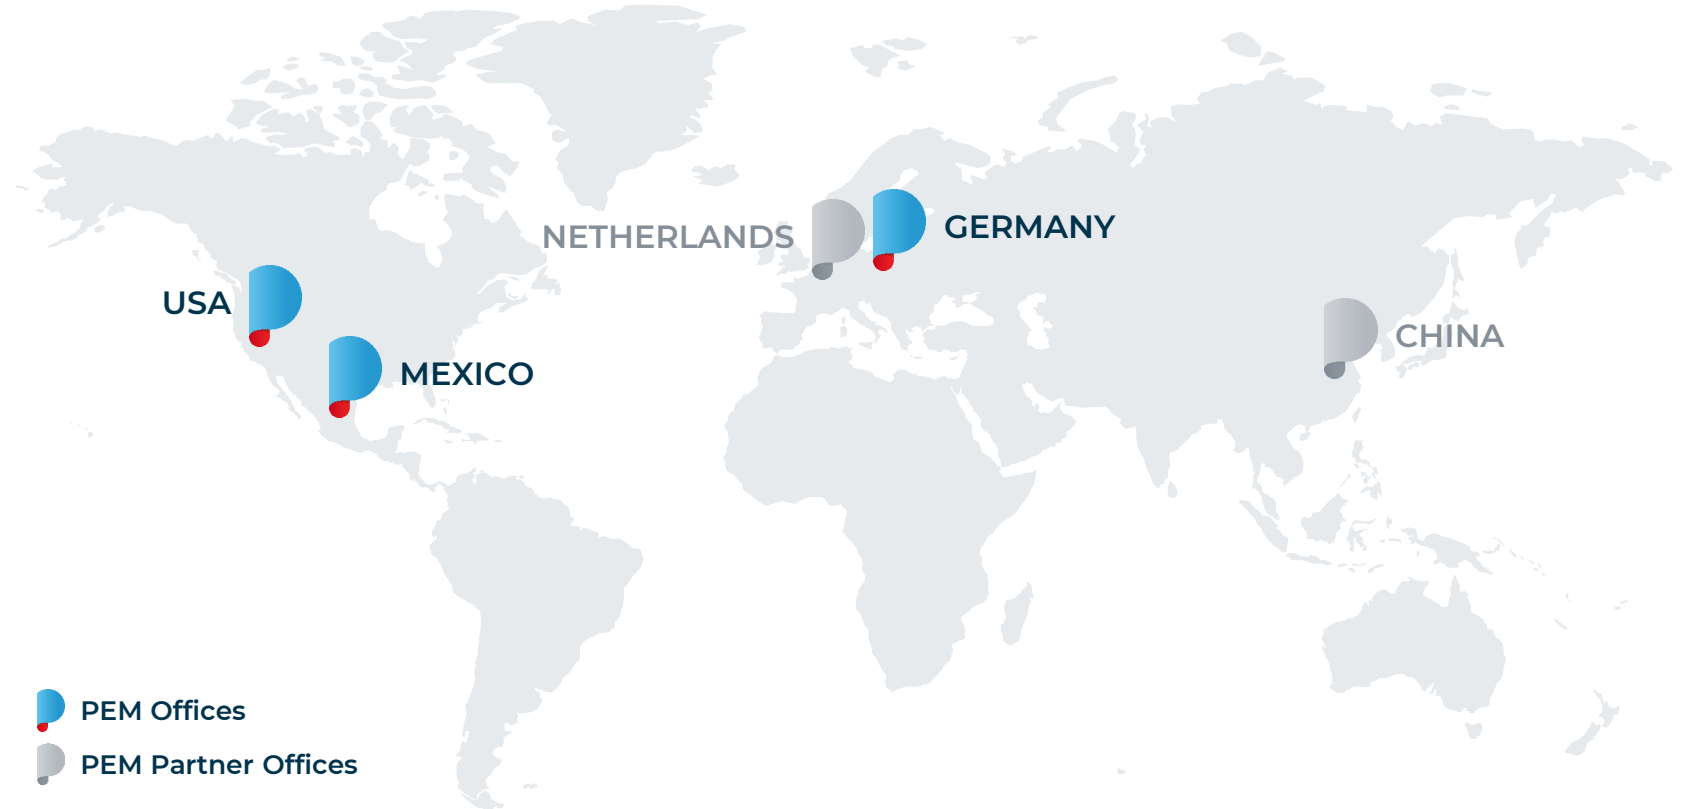 NETHERLANDS
GERMANY
USA
CHINA
MEXICO
PEM Offices
PEM Partner Offices